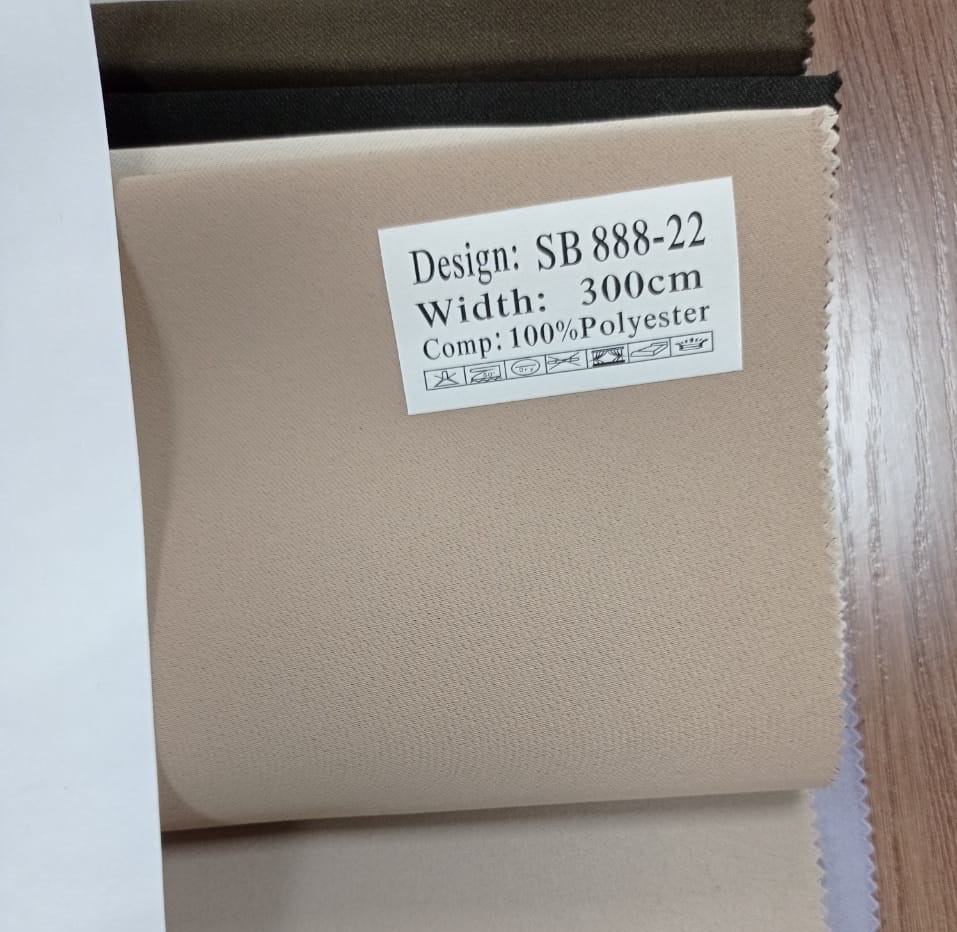 Design: SB 888-22
Width: 300cm
Comp: 100%Polyester